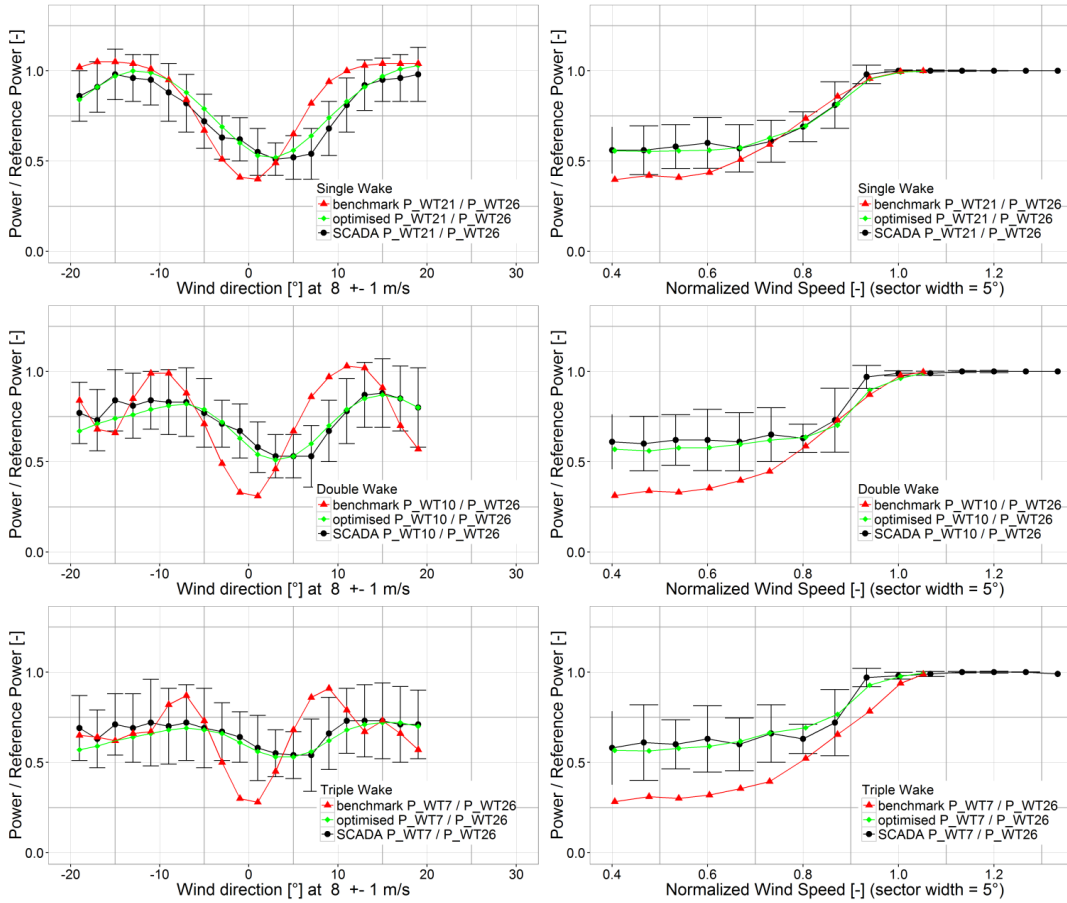 Power / Reference Power [-]
1.0
0.5
0.0
Single Wake
benchmark P_WT21 / P_WT26
optimised P_WT21 / P_WT26
SCADA P_WT21 / P_WT26
-20 -10 0 10 20 30
Wind direction [°] at 8 +- 1 m/s
Power / Reference Power [-]
1.0
0.5
0.0
Single Wake
benchmark P_WT21 / P_WT26
optimised P_WT21 / P_WT26
SCADA P_WT21 / P_WT26
0.4 0.6 0.8 1.0 1.2
Normalized Wind Speed [-] (sector width = 5°)
Power / Reference Power [-]
1.0
0.5
0.0
Double Wake
benchmark P_WT10 / P_WT26
optimised P_WT10 / P_WT26
SCADA P_WT10 / P_WT26
-20 -10 0 10 20 30
Wind direction [°] at 8 +- 1 m/s
Power / Reference Power [-]
1.0
0.5
0.0
Double Wake
benchmark P_WT10 / P_WT26
optimised P_WT10 / P_WT26
SCADA P_WT10 / P_WT26
0.4 0.6 0.8 1.0 1.2
Normalized Wind Speed [-] (sector width = 5°)
Power / Reference Power [-]
1.0
0.5
0.0
Triple Wake
benchmark P_WT7 / P_WT26
optimised P_WT7 / P_WT26
SCADA P_WT7 / P_WT26
-20 -10 0 10 20 30
Wind direction [°] at 8 +- 1 m/s
Power / Reference Power [-]
1.0
0.5
0.0
Triple Wake
benchmark P_WT7 / P_WT26
optimised P_WT7 / P_WT26
SCADA P_WT7 / P_WT26
0.4 0.6 0.8 1.0 1.2
Normalized Wind Speed [-] (sector width = 5°)